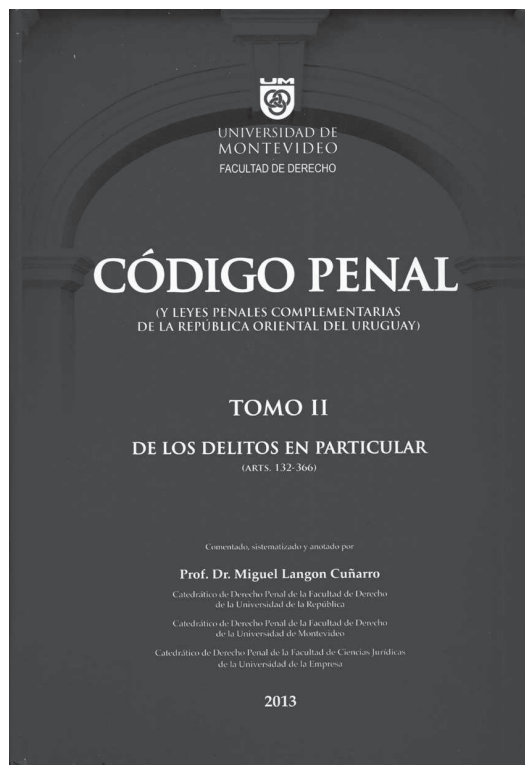 UM
UNIVERSIDAD DE
MONTEVIDEO
FACULTAD DE DERECHO
CÓDIGO PENAL
(Y LEYES PENALES COMPLEMENTARIAS
DE LA REPÚBLICA ORIENTAL DEL URUGUAY)
TOMO II
DE LOS DELITOS EN PARTICULAR
(ARTS. 132-366)
Comentado, sistematizado y anotado por
Prof. Dr. Miguel Langon Cuñarro
Catedrático de Derecho Penal de la Facultad de Derecho
de la Universidad de la República
Catedrático de Derecho Penal de la Facultad de Derecho
de la Universidad de Montevideo
Catedrático de Derecho Penal de la Facultad de Ciencias Jurídicas
de la Universidad de la Empresa
2013